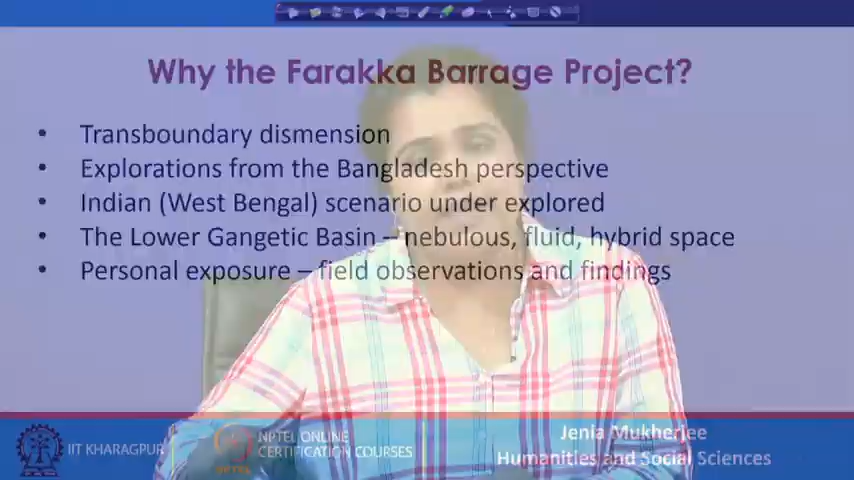 Why the Farakka Barrage Project?
• Transboundary dismension
• Explorations from the Bangladesh perspective
• Indian (West Bengal) scenario under explored
• The Lower Gangetic Basin – nebulous, fluid, hybrid space
• Personal exposure – field observations and findings
IIT KHARAGPUR
NPTEL ONLINE
CERTIFICATION COURSES
NPTEL
Jenia Mukherjee
Humanities and Social Sciences